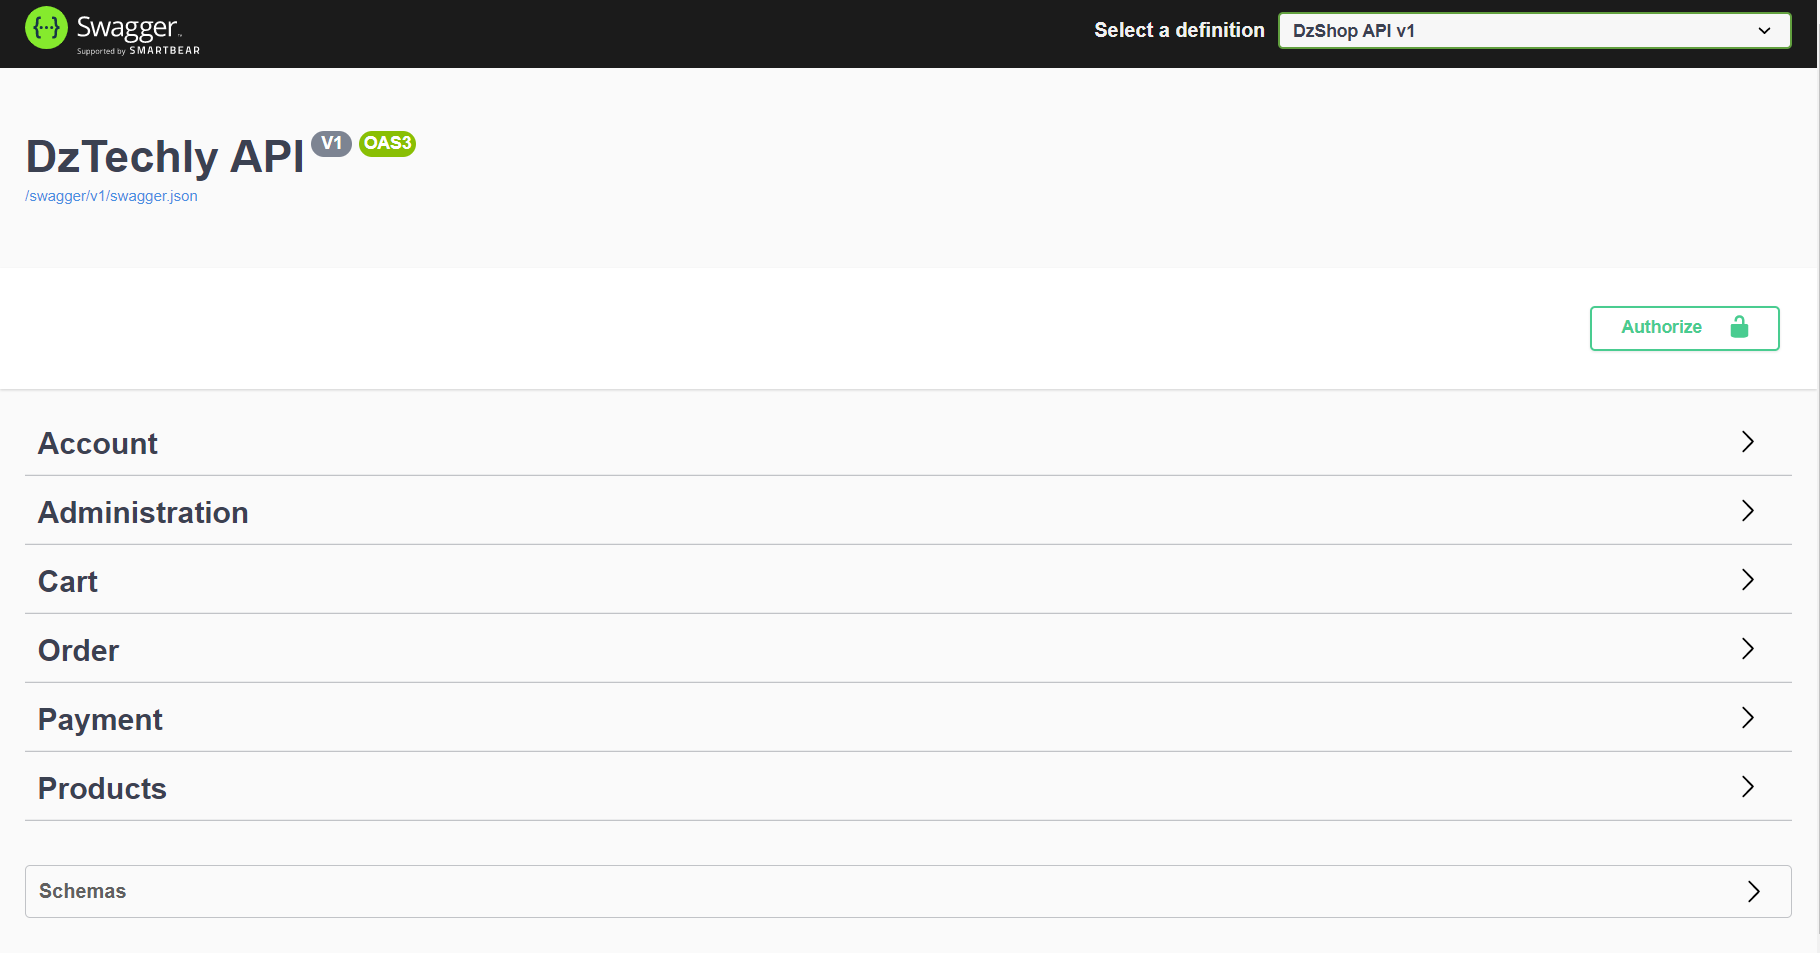 Swagger
Supported by SMARTBEAR
Select a definition
DzShop API v1
DzTechly API V1 OAS3
/swagger/v1/swagger.json
Authorize
Account
Administration
Cart
Order
Payment
Products
Schemas